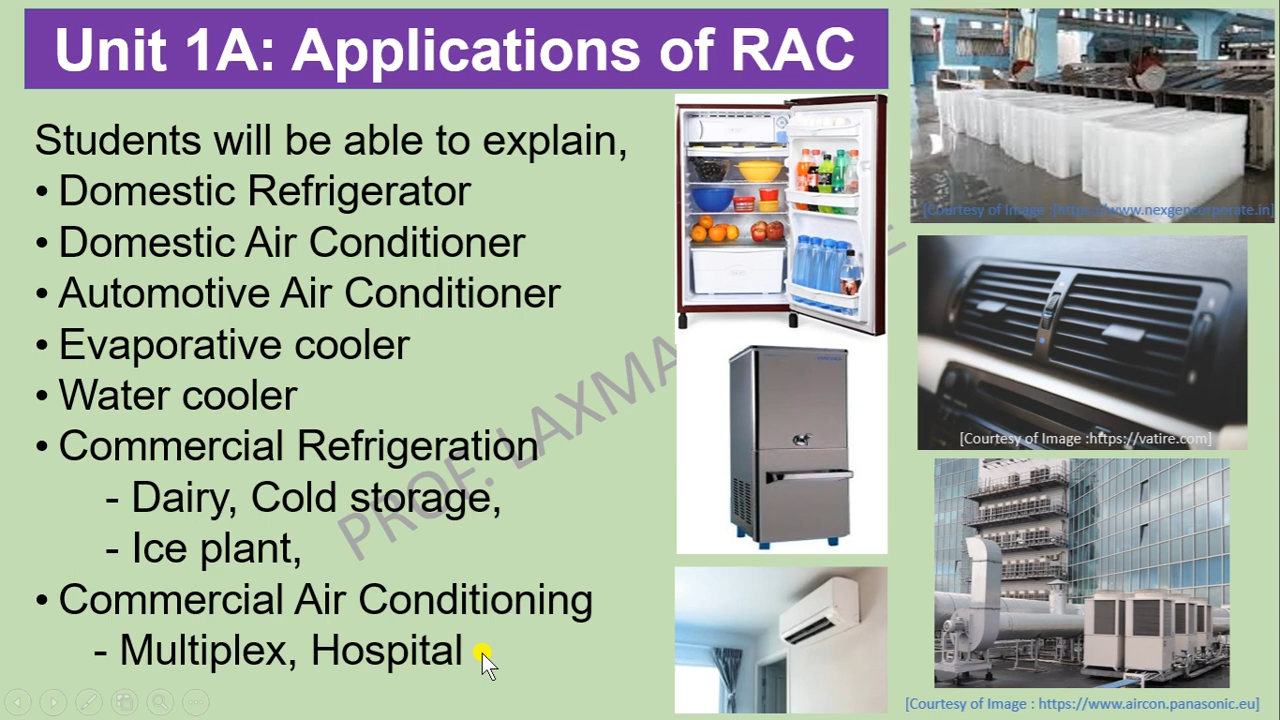 Unit 1A: Applications of RAC
Students will be able to explain,
• Domestic Refrigerator
• Domestic Air Conditioner
• Automotive Air Conditioner
• Evaporative cooler
• Water cooler
• Commercial Refrigeration
- Dairy, Cold storage,
- Ice plant,
• Commercial Air Conditioning
- Multiplex, Hospital
PROF. LAXMA
[Courtesy of Image :[https://www.nexgencorporate.in]
[Courtesy of Image :https://vatire.com]
[Courtesy of Image : https://www.aircon.panasonic.eu]